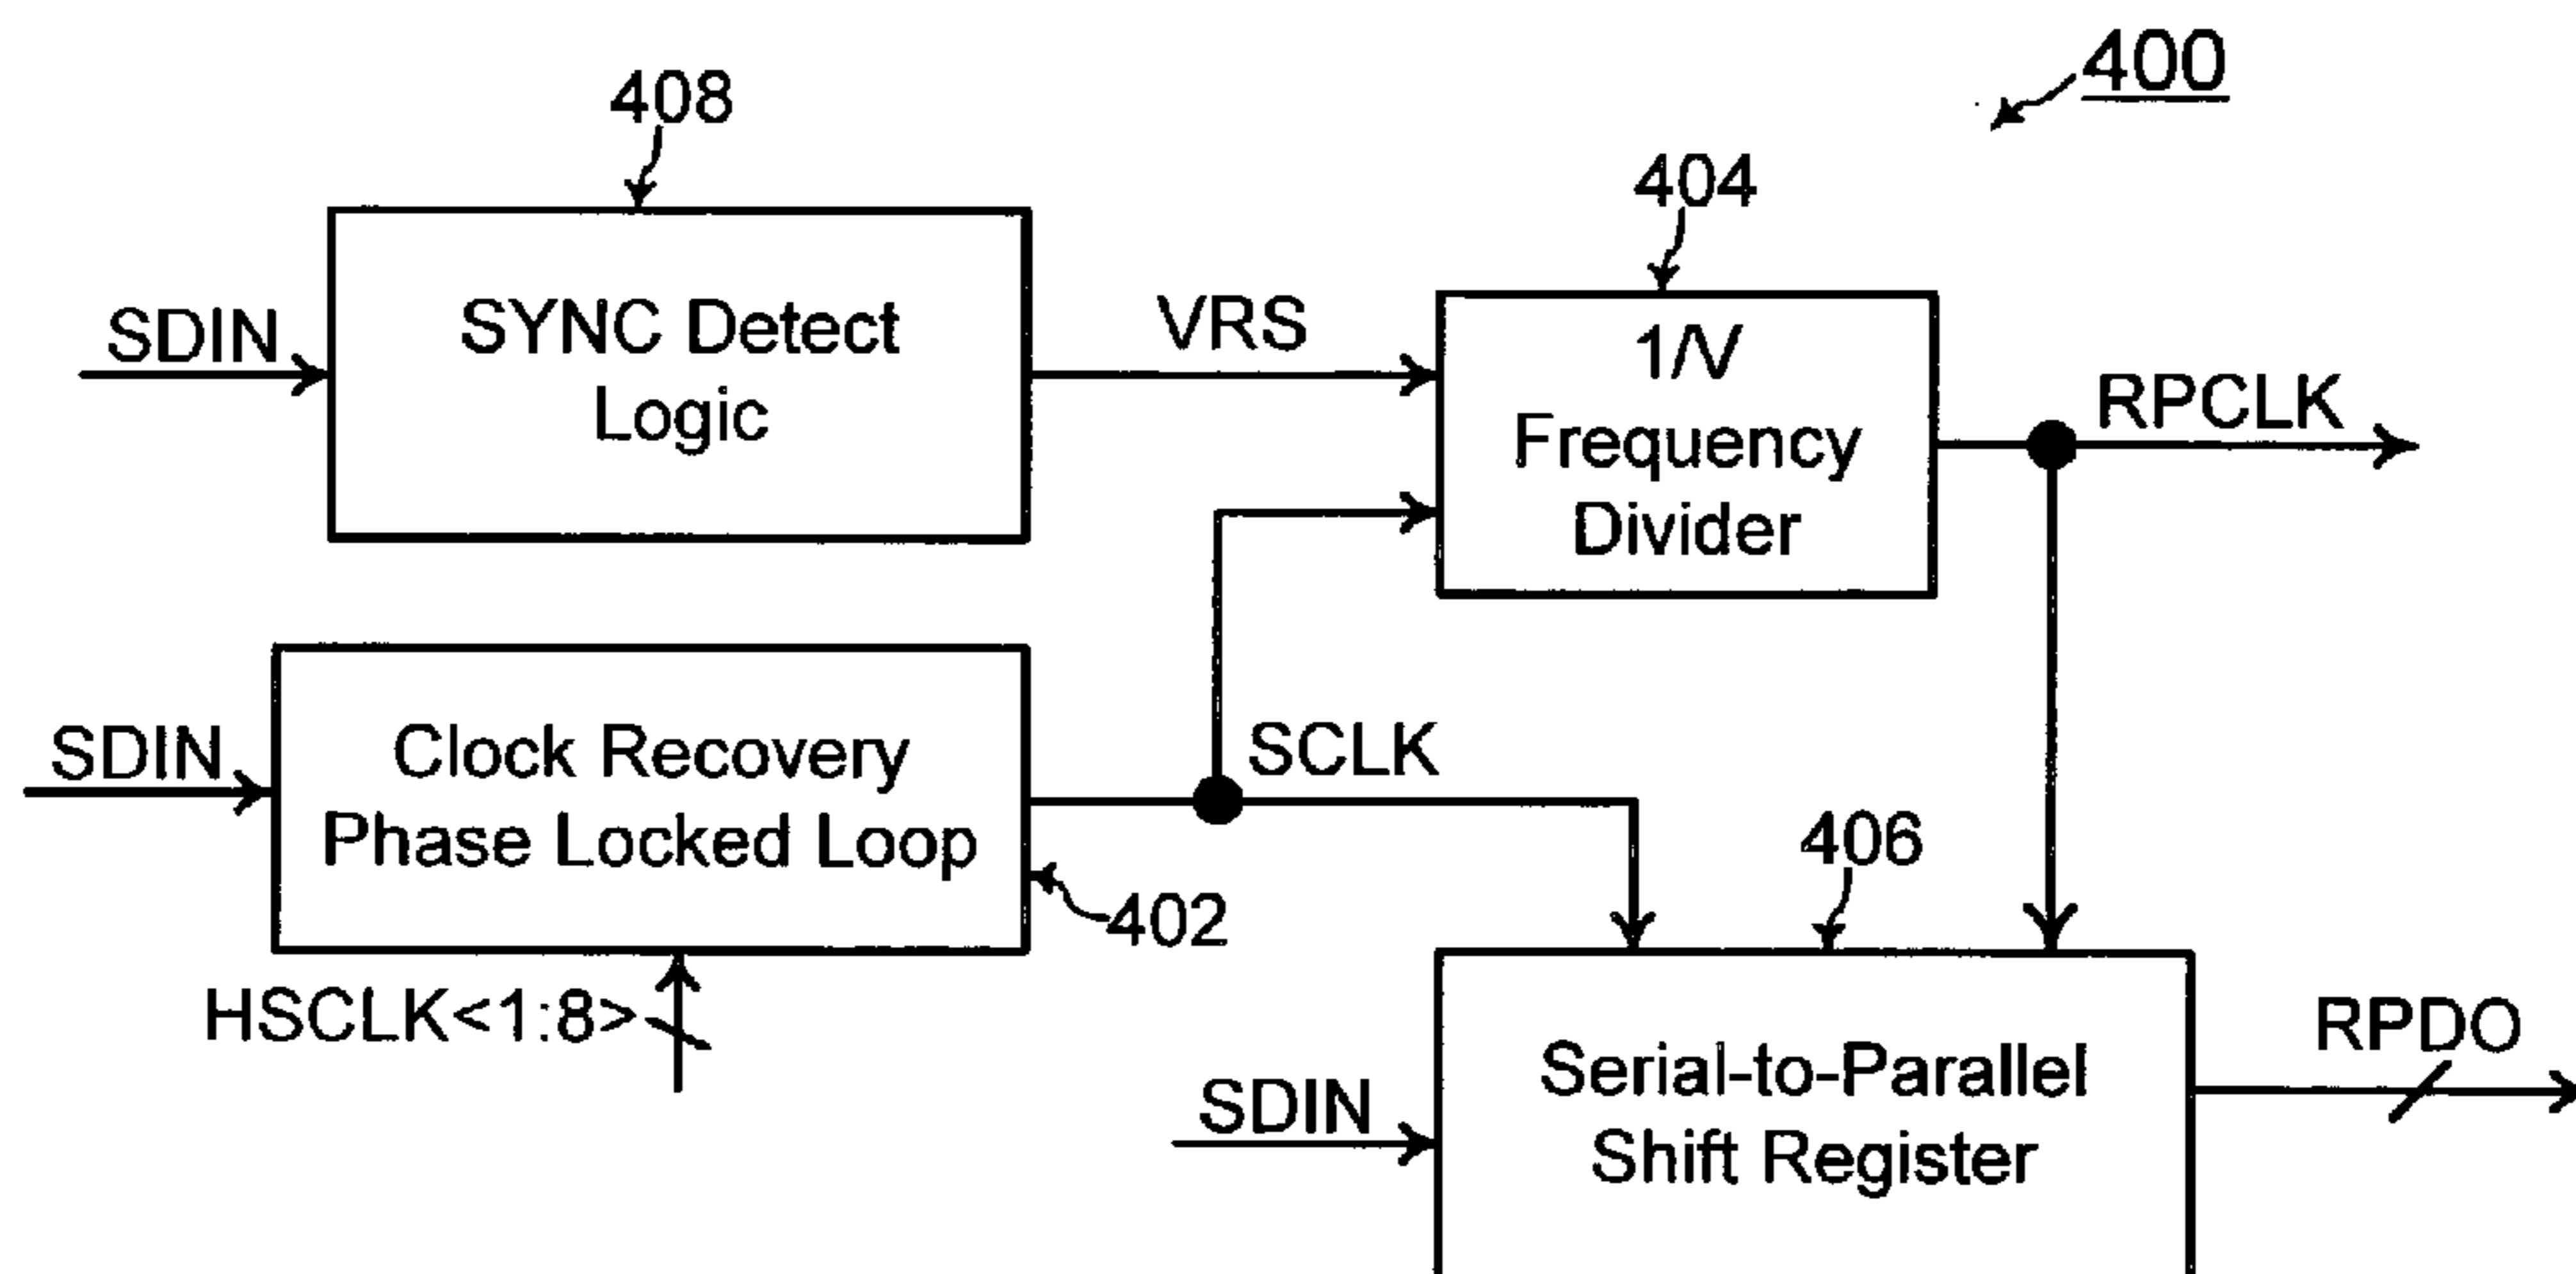 400
408
404
SDIN
SYNC Detect
Logic
VRS
1/V
Frequency
Divider
RPCLK
SDIN
Clock Recovery
Phase Locked Loop
SCLK
402
406
HSCLK<1:8>
SDIN
Serial-to-Parallel
Shift Register
RPDO